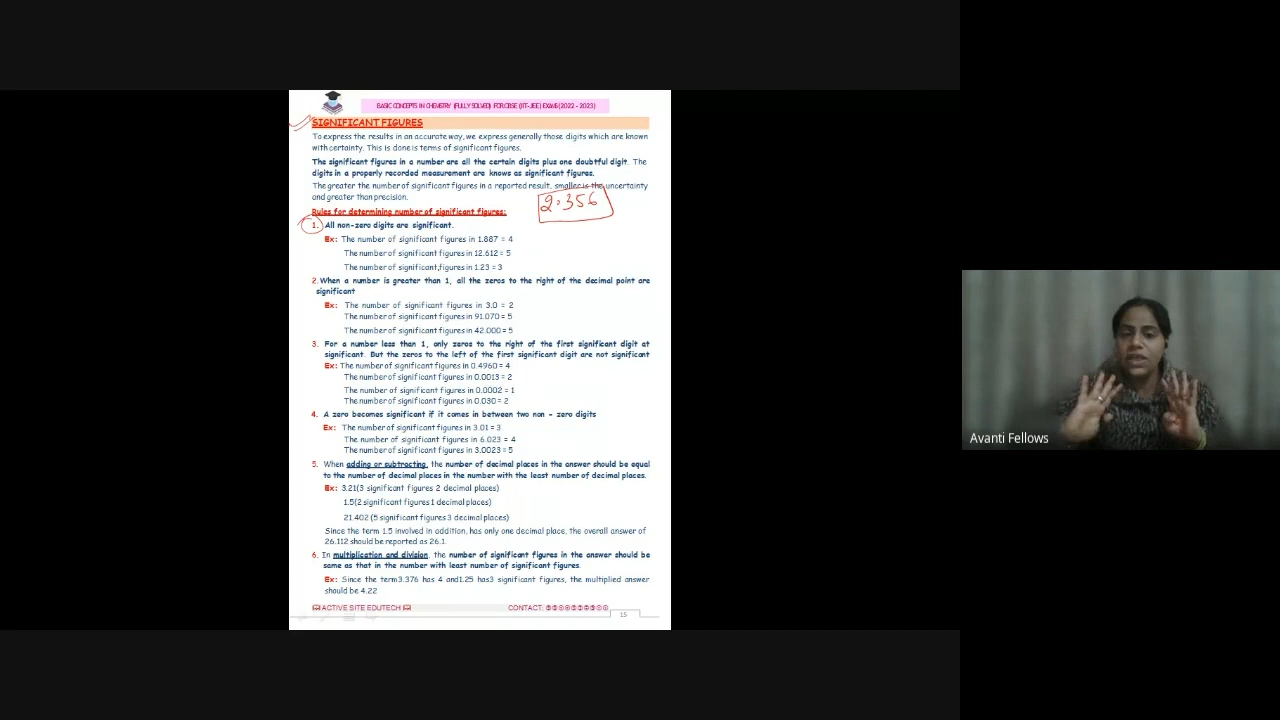 BASIC CONCEPTS IN CHEMISTRY (FULLY SOLVED) FOR CBSE (IIT-JEE) EXAMS (2022 - 2023)
SIGNIFICANT FIGURES
To express the results in an accurate way, we express generally those digits which are known
with certainty. This is done is terms of significant figures.
The significant figures in a number are all the certain digits plus one doubtful digit. The
digits in a properly recorded measurement are knows as significant figures.
The greater the number of significant figures in a reported result, smaller is the uncertainty
and greater than precision.
2.356
Rules for determining number of significant figures:
1. All non-zero digits are significant.
Ex: The number of significant figures in 1.887 = 4
The number of significant figures in 12.612 = 5
The number of significant figures in 1.23 = 3
2. When a number is greater than 1, all the zeros to the right of the decimal point are
significant
Ex: The number of significant figures in 3.0 = 2
The number of significant figures in 91.070 = 5
The number of significant figures in 42.000 = 5
3. For a number less than 1, only zeros to the right of the first significant digit at
significant. But the zeros to the left of the first significant digit are not significant
Ex: The number of significant figures in 0.4960 = 4
The number of significant figures in 0.0013 = 2
The number of significant figures in 0.0002 = 1
The number of significant figures in 0.030 = 2
4. A zero becomes significant if it comes in between two non - zero digits
Ex: The number of significant figures in 3.01 = 3
The number of significant figures in 6.023 = 4
The number of significant figures in 3.0023 = 5
5. When adding or subtracting, the number of decimal places in the answer should be equal
to the number of decimal places in the number with the least number of decimal places.
Ex: 3.21(3 significant figures 2 decimal places)
1.5(2 significant figures 1 decimal places)
21.402 (5 significant figures 3 decimal places)
Since the term 1.5 involved in addition, has only one decimal place, the overall answer of
26.112 should be reported as 26.1.
6. In multiplication and division, the number of significant figures in the answer should be
same as that in the number with least number of significant figures.
Ex: Since the term3.376 has 4 and1.25 has3 significant figures, the multiplied answer
should be 4.22
ACTIVE SITE EDUTECH
CONTACT:
15
Avanti Fellows